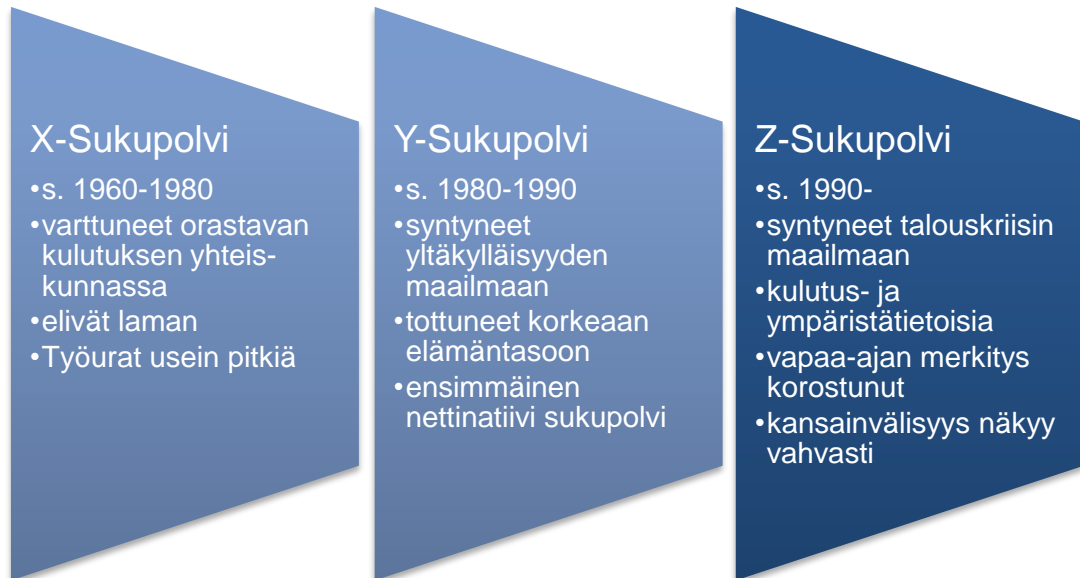 X-Sukupolvi
•s. 1960-1980
•varttuneet orastavan
kulutuksen yhteis-
kunnassa
•elivät laman
•Työurat usein pitkiä
Y-Sukupolvi
•s. 1980-1990
•syntyneet
yltäkylläisyyden
maailmaan
•tottuneet korkeaan
elämäntasoon
•ensimmäinen
nettinatiivi sukupolvi
Z-Sukupolvi
•s. 1990-
•syntyneet talouskriisin
maailmaan
•kulutus- ja
ympäristätietoisia
•vapaa-ajan merkitys
korostunut
•kansainvälisyys näkyy
vahvasti